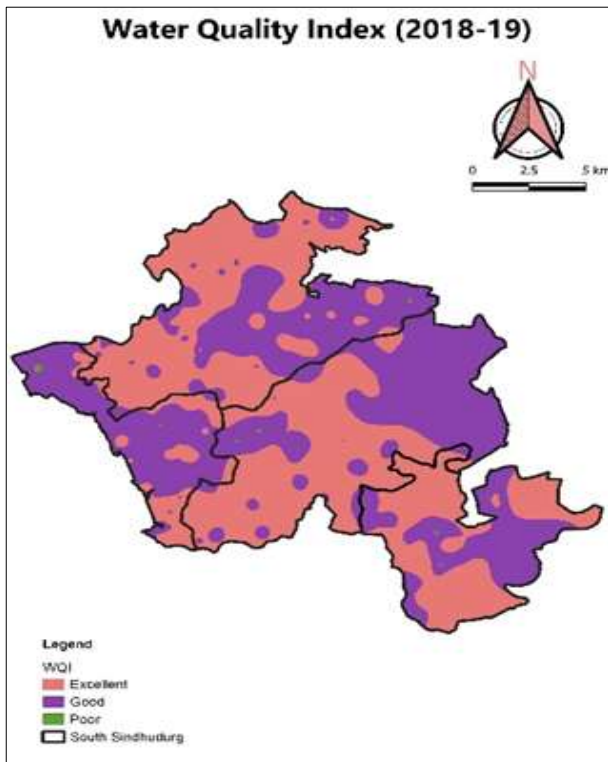 Water Quality Index (2018-19)
N
0 2.5 5 km
Legend
WQI
Excellent
Good
Poor
South Sindhudurg